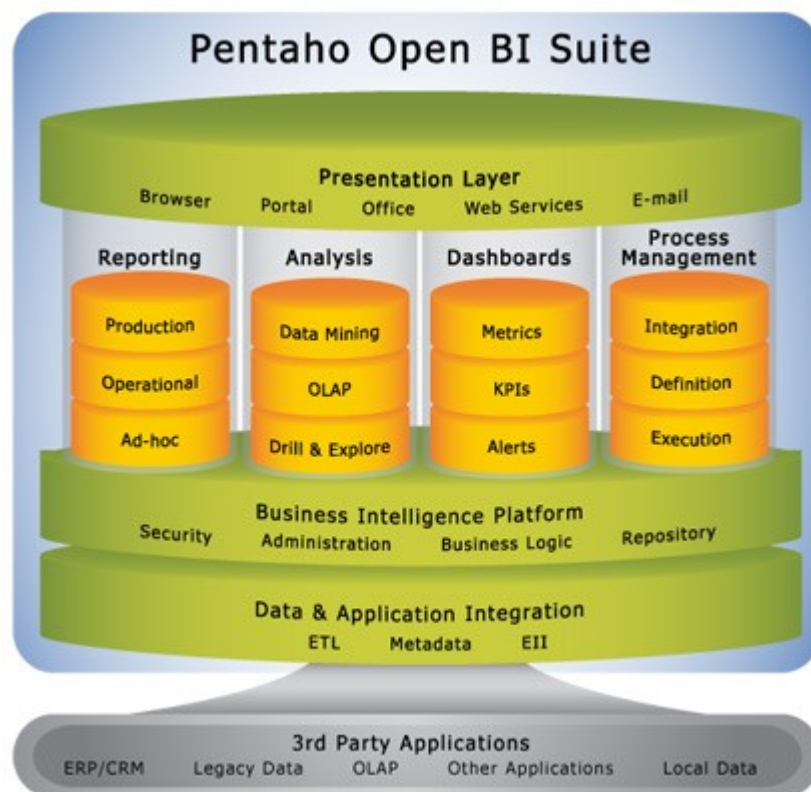 Pentaho Open BI Suite
Presentation Layer
Browser Portal Office Web Services E-mail
Reporting
Production
Operational
Ad-hoc
Analysis
Data Mining
OLAP
Drill & Explore
Dashboards
Metrics
KPIs
Alerts
Process
Management
Integration
Definition
Execution
Business Intelligence Platform
Security Administration Business Logic Repository
Data & Application Integration
ETL Metadata EII
3rd Party Applications
ERP/CRM Legacy Data OLAP Other Applications Local Data